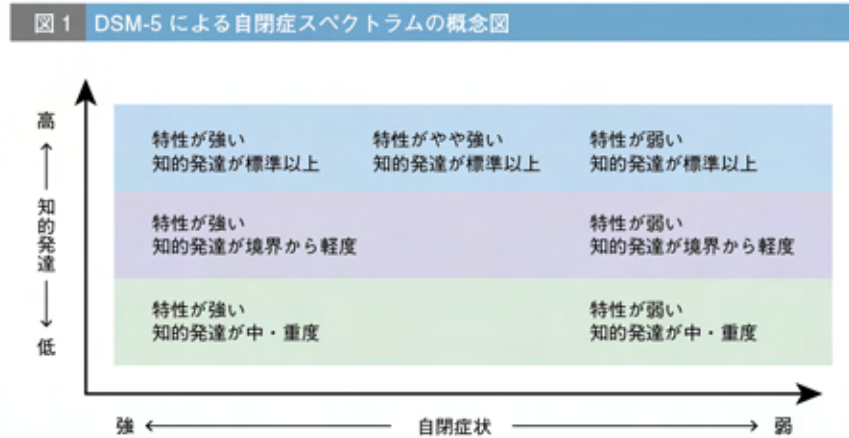 図1 DSM-5 による自閉症スペクトラムの概念図
高
知的発達
低
特性が強い
知的発達が標準以上
特性がやや強い
知的発達が標準以上
特性が弱い
知的発達が標準以上
特性が強い
知的発達が境界から軽度
特性が弱い
知的発達が境界から軽度
特性が強い
知的発達が中・重度
特性が弱い
知的発達が中・重度
強 自閉症状 弱